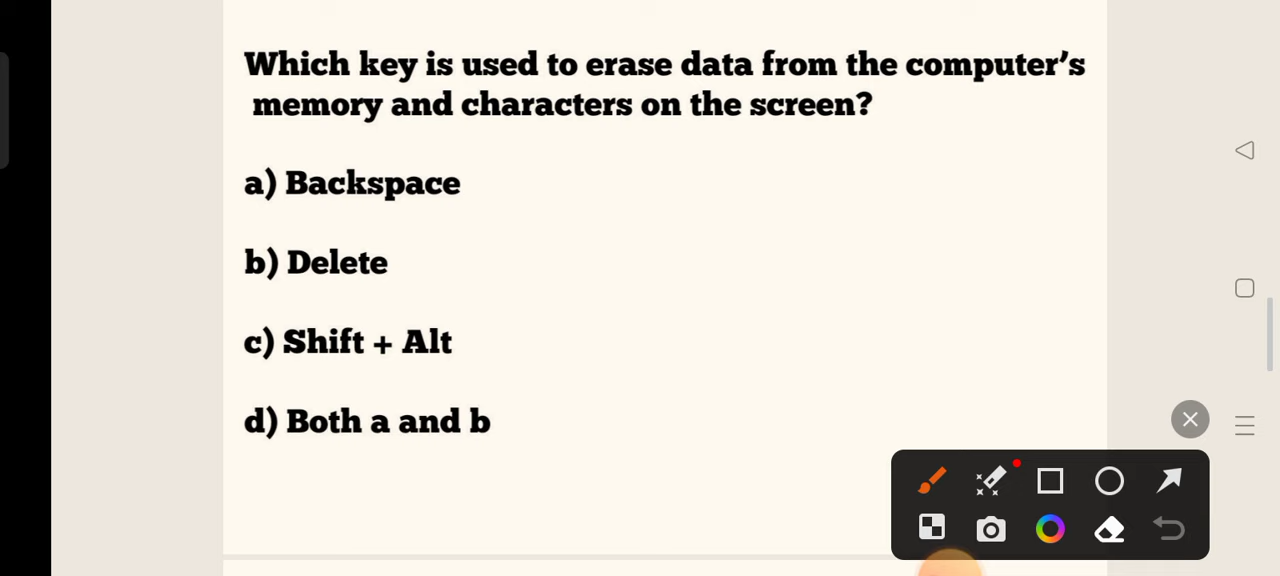 Which key is used to erase data from the computer’s
memory and characters on the screen?
a) Backspace
b) Delete
c) Shift + Alt
d) Both a and b